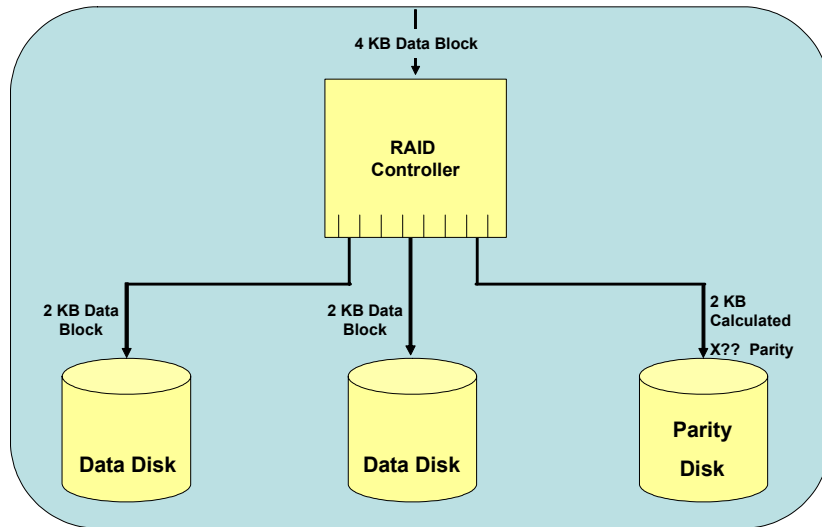 4 KB Data Block
RAID
Controller
2 KB Data
Block
2 KB Data
Block
2 KB
Calculated
X?? Parity
Data Disk
Data Disk
Parity
Disk